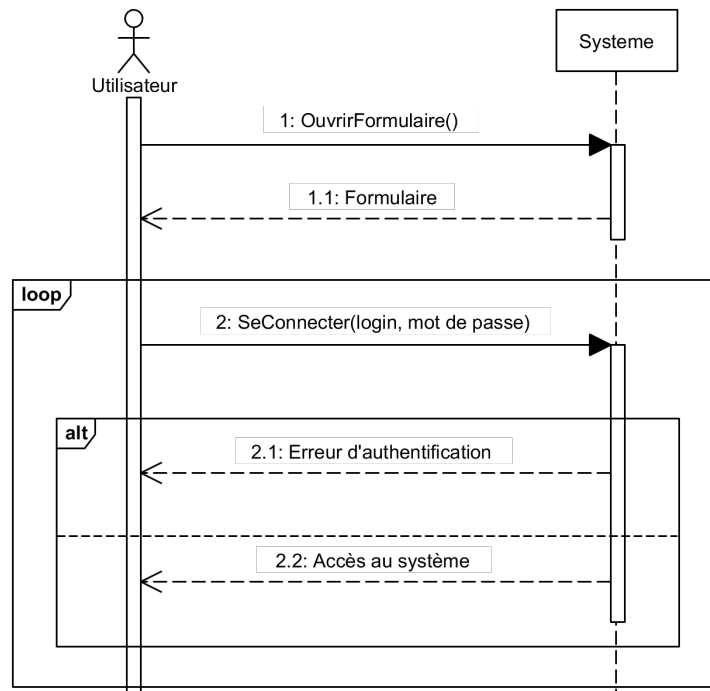 Utilisateur
Systeme
1: OuvrirFormulaire()
1.1: Formulaire
loop
2: SeConnecter(login, mot de passe)
alt
2.1: Erreur d'authentification
2.2: Accès au système